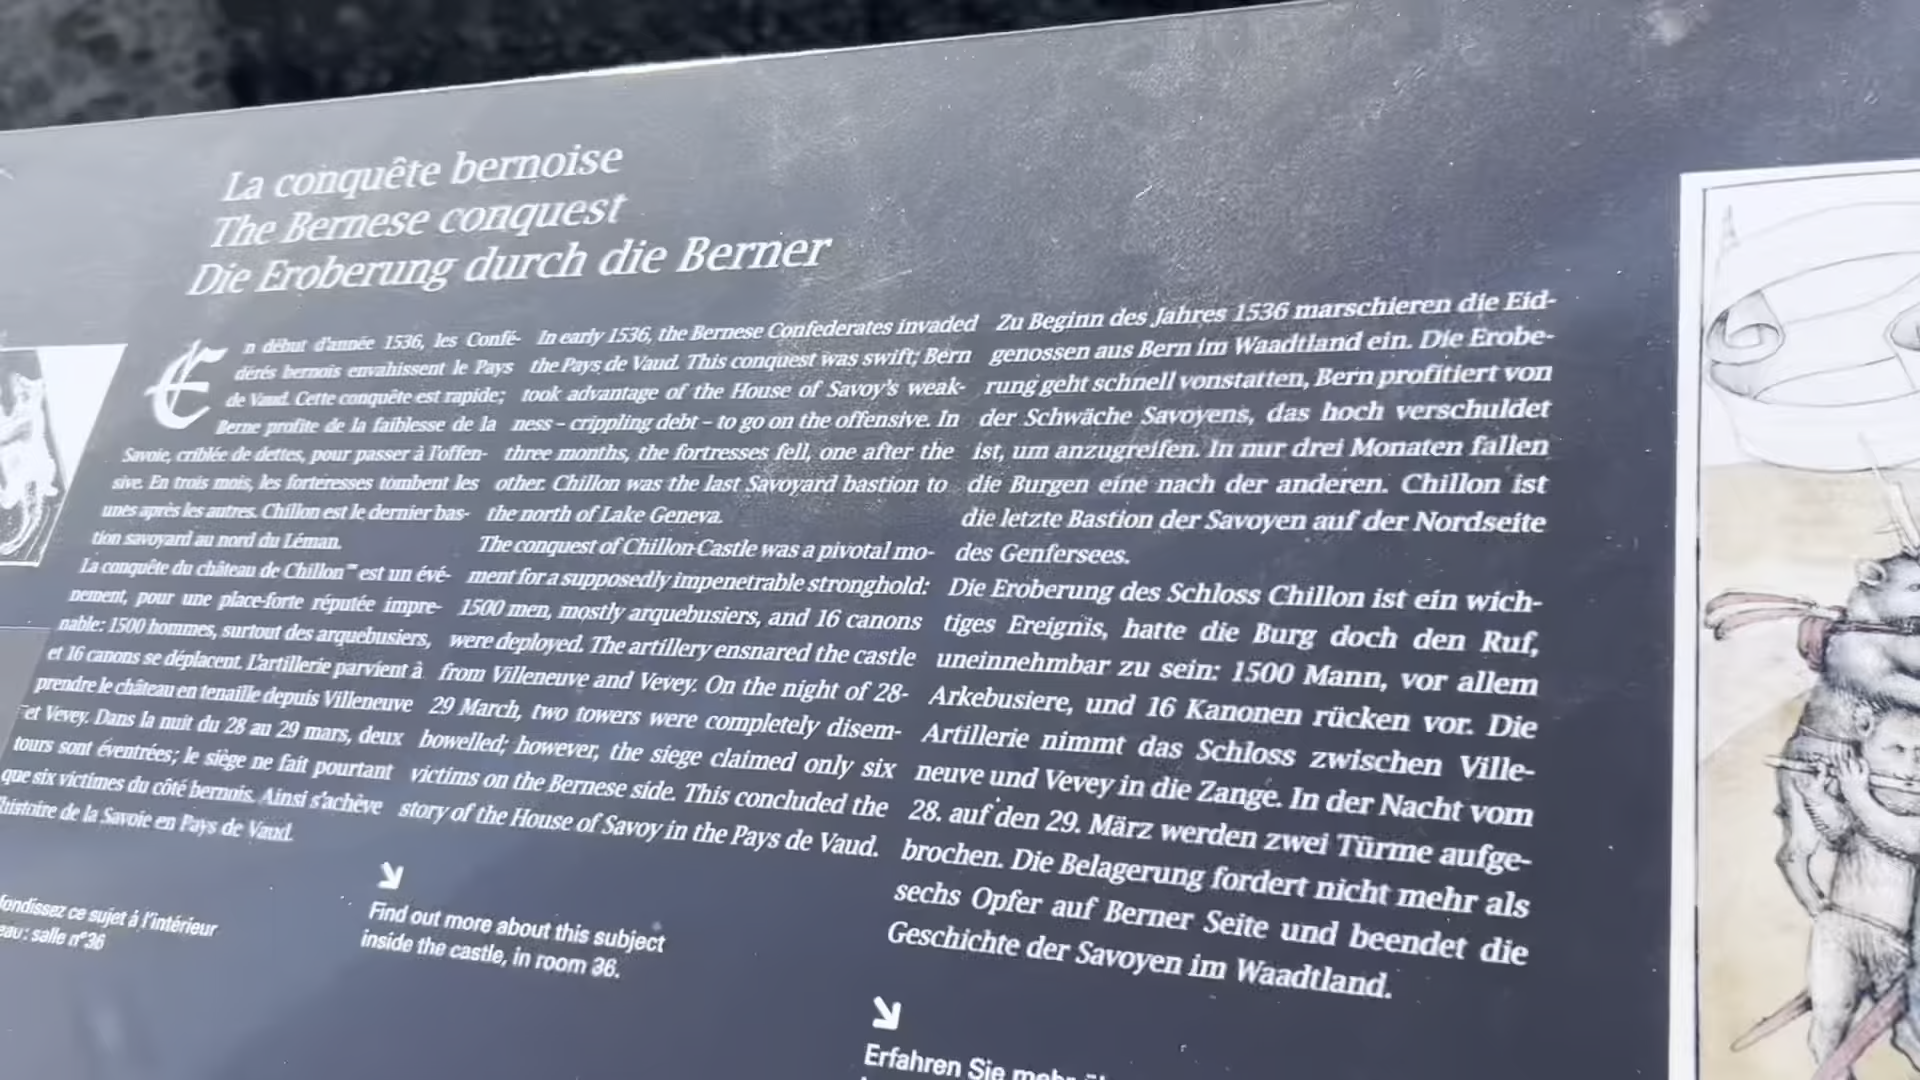 La conquête bernoise
The Bernese conquest
Die Eroberung durch die Berner
En début d'année 1536, les Confé-
dérés bernois envahissent le Pays
de Vaud. Cette conquête est rapide;
Berne profite de la faiblesse de la
Savoie, criblée de dettes, pour passer à l'offen-
sive. En trois mois, les forteresses tombent les
unes après les autres. Chillon est le dernier bas-
tion savoyard au nord du Léman.
La conquête du château de Chillon™ est un évé-
nement, pour une place-forte réputée impre-
nable: 1500 hommes, surtout des arquebusiers,
et 16 canons se déplacent. L'artillerie parvient à
prendre le château en tenaille depuis Villeneuve
et Vevey. Dans la nuit du 28 au 29 mars, deux
tours sont éventrées; le siège ne fait pourtant
que six victimes du côté bernois. Ainsi s'achève
l'histoire de la Savoie en Pays de Vaud.
fondissez ce sujet à l'intérieur
eau: salle n°36
In early 1536, the Bernese Confederates invaded
the Pays de Vaud. This conquest was swift; Bern
took advantage of the House of Savoy's weak-
ness – crippling debt – to go on the offensive. In
three months, the fortresses fell, one after the
other. Chillon was the last Savoyard bastion to
the north of Lake Geneva.
The conquest of Chillon Castle was a pivotal mo-
ment for a supposedly impenetrable stronghold:
1500 men, mostly arquebusiers, and 16 canons
were deployed. The artillery ensnared the castle
from Villeneuve and Vevey. On the night of 28-
29 March, two towers were completely disem-
bowelled; however, the siege claimed only six
victims on the Bernese side. This concluded the
story of the House of Savoy in the Pays de Vaud.
Find out more about this subject
inside the castle, in room 36.
Zu Beginn des Jahres 1536 marschieren die Eid-
genossen aus Bern im Waadtland ein. Die Erobe-
rung geht schnell vonstatten, Bern profitiert von
der Schwäche Savoyens, das hoch verschuldet
ist, um anzugreifen. In nur drei Monaten fallen
die Burgen eine nach der anderen. Chillon ist
die letzte Bastion der Savoyen auf der Nordseite
des Genfersees.
Die Eroberung des Schloss Chillon ist ein wich-
tiges Ereignis, hatte die Burg doch den Ruf,
uneinnehmbar zu sein: 1500 Mann, vor allem
Arkebusiere, und 16 Kanonen rücken vor. Die
Artillerie nimmt das Schloss zwischen Ville-
neuve und Vevey in die Zange. In der Nacht vom
28. auf den 29. März werden zwei Türme aufge-
brochen. Die Belagerung fordert nicht mehr als
sechs Opfer auf Berner Seite und beendet die
Geschichte der Savoyen im Waadtland.
Erfahren Sie mehr